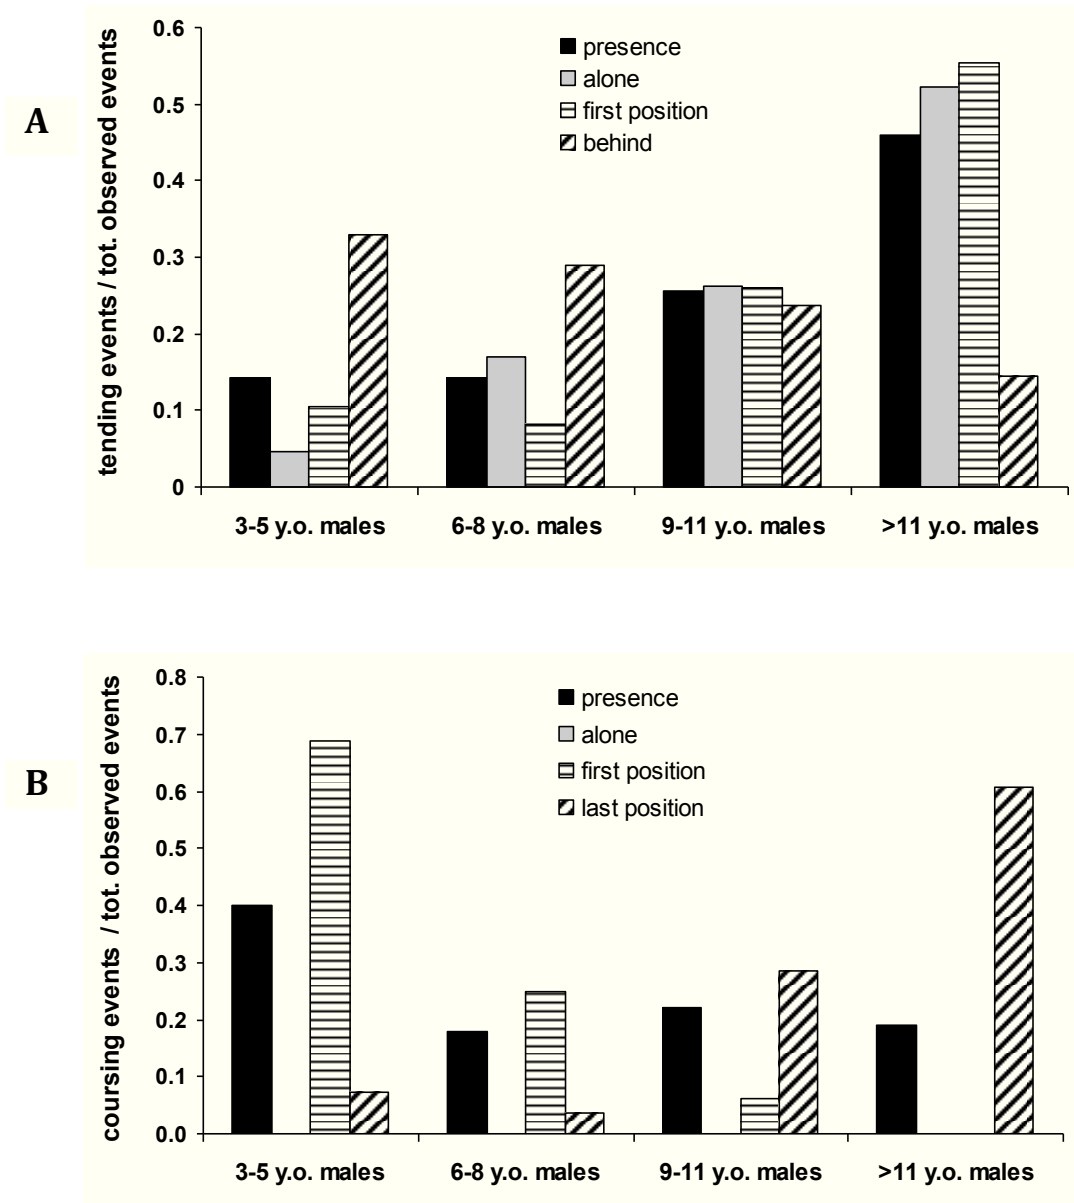 A
tending events / tot. observed events
0.6
0.5
0.4
0.3
0.2
0.1
0
presence
alone
first position
behind
3-5 y.o. males
6-8 y.o. males
9-11 y.o. males
>11 y.o. males
B
coursing events / tot. observed events
0.8
0.7
0.6
0.5
0.4
0.3
0.2
0.1
0.0
presence
alone
first position
last position
3-5 y.o. males
6-8 y.o. males
9-11 y.o. males
>11 y.o. males